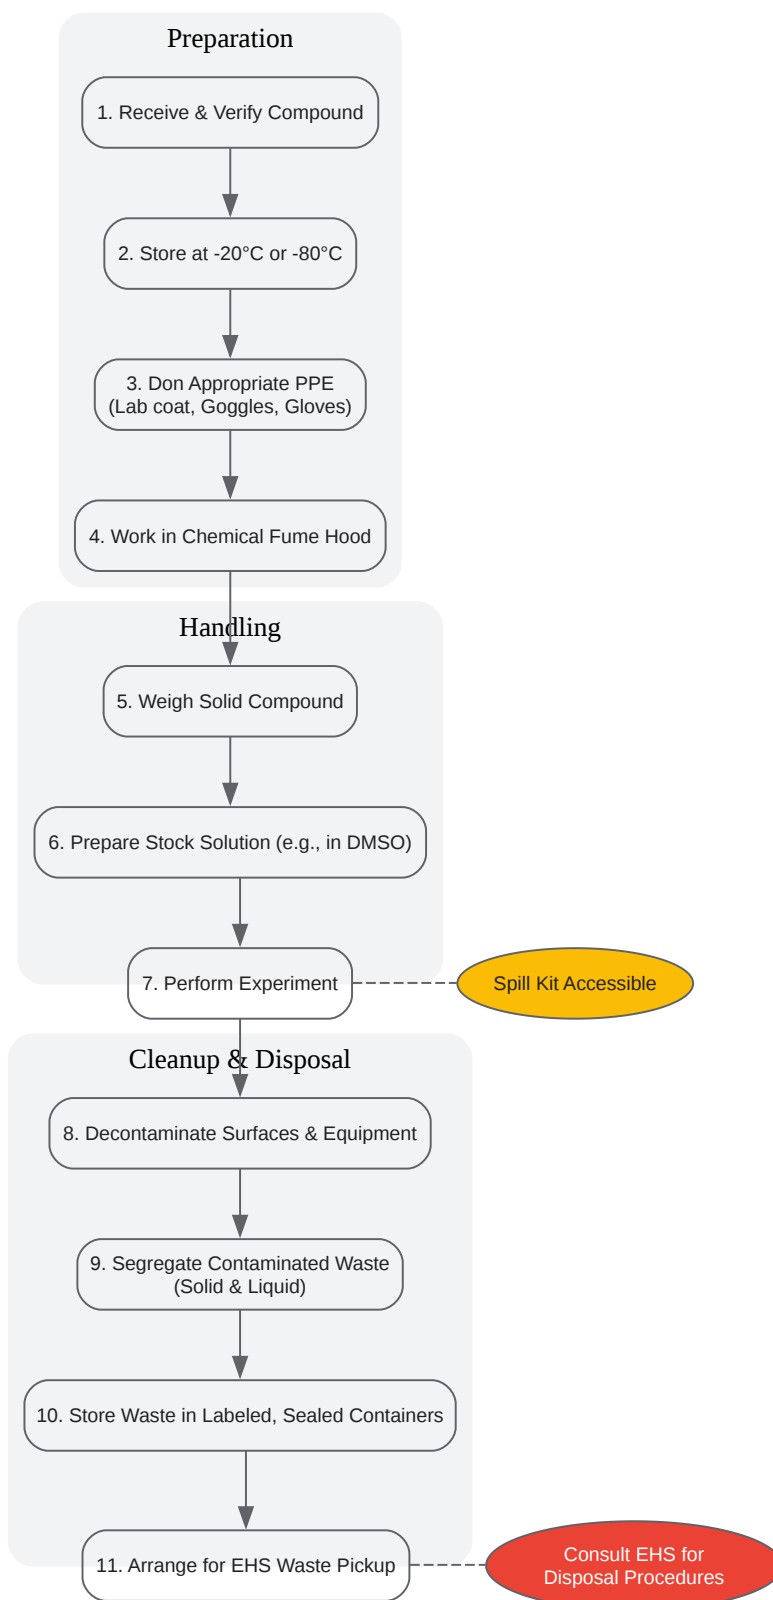 Preparation
1. Receive & Verify Compound
2. Store at -20°C or -80°C
3. Don Appropriate PPE
(Lab coat, Goggles, Gloves)
4. Work in Chemical Fume Hood
Handling
5. Weigh Solid Compound
6. Prepare Stock Solution (e.g., in DMSO)
7. Perform Experiment
Spill Kit Accessible
Cleanup & Disposal
8. Decontaminate Surfaces & Equipment
9. Segregate Contaminated Waste
(Solid & Liquid)
10. Store Waste in Labeled, Sealed Containers
11. Arrange for EHS Waste Pickup
Consult EHS for
Disposal Procedures